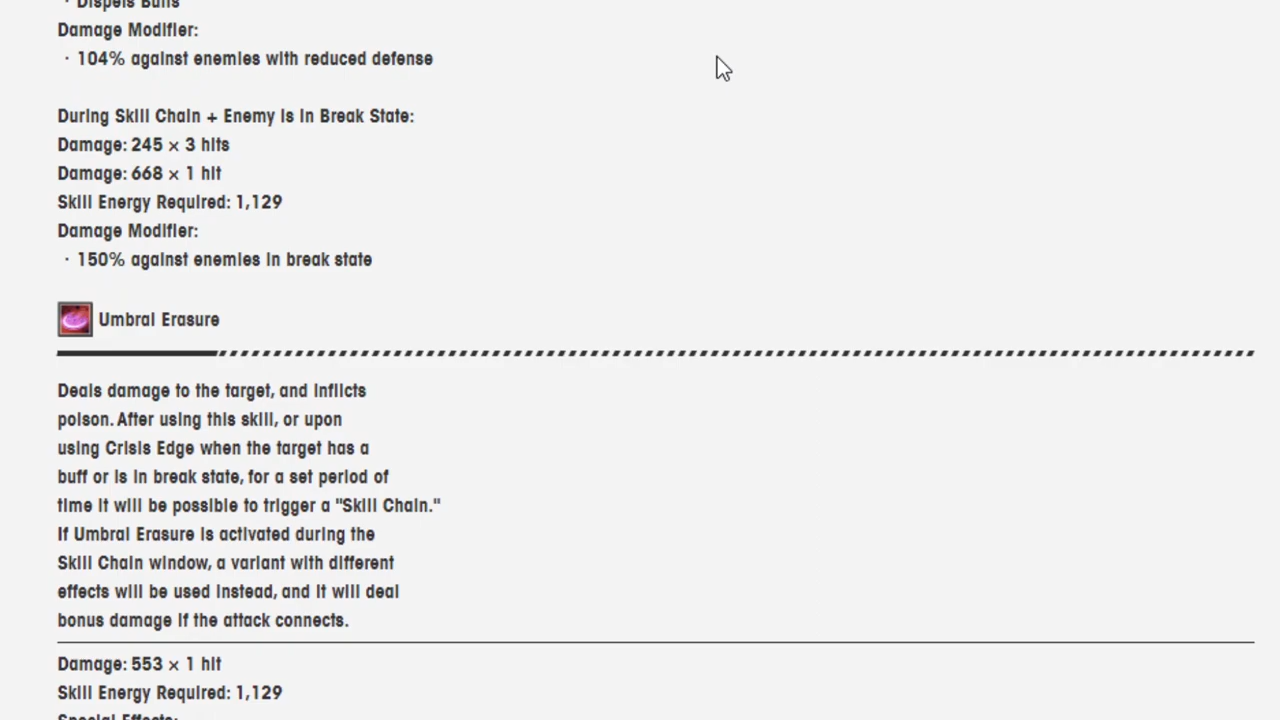 · Dispels Buffs
Damage Modifier:
· 104% against enemies with reduced defense
During Skill Chain + Enemy is in Break State:
Damage: 245 × 3 hits
Damage: 668 × 1 hit
Skill Energy Required: 1,129
Damage Modifier:
· 150% against enemies in break state
Umbral Erasure
Deals damage to the target, and inflicts
poison. After using this skill, or upon
using Crisis Edge when the target has a
buff or is in break state, for a set period of
time it will be possible to trigger a "Skill Chain."
If Umbral Erasure is activated during the
Skill Chain window, a variant with different
effects will be used instead, and it will deal
bonus damage if the attack connects.
Damage: 553 × 1 hit
Skill Energy Required: 1,129
Special Effects: